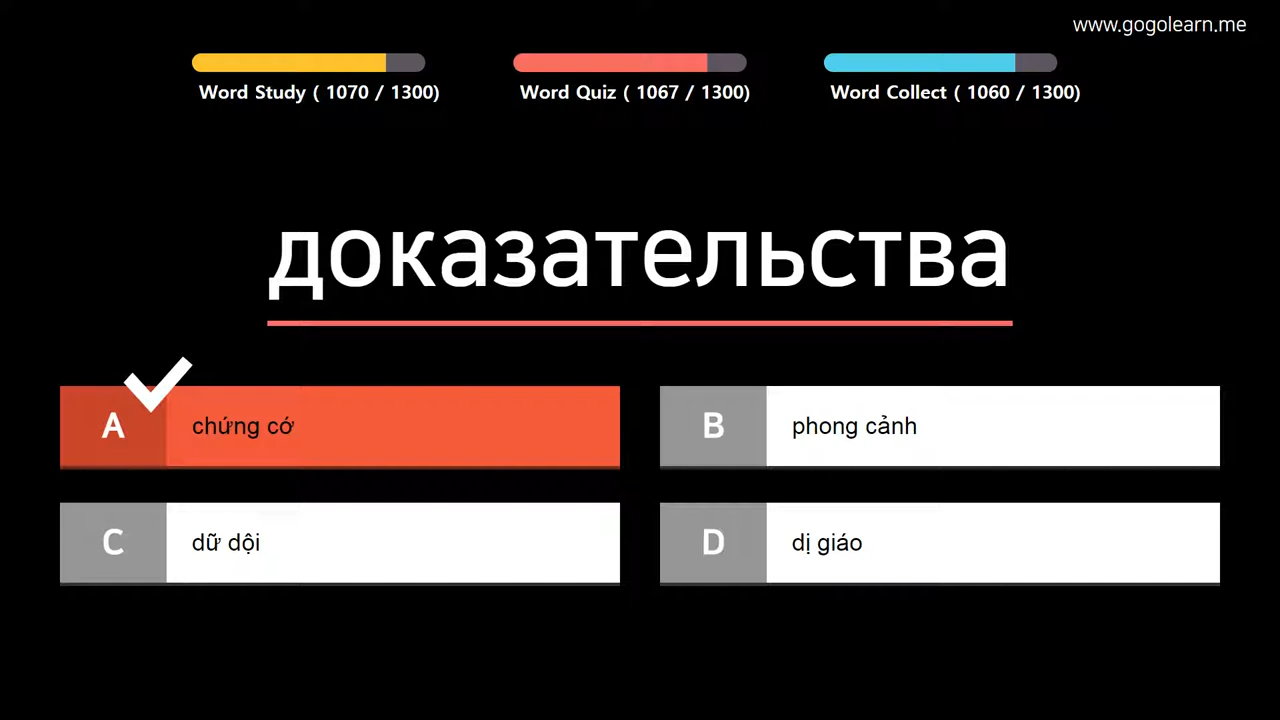 www.gogolearn.me
Word Study ( 1070 / 1300)
Word Quiz ( 1067 / 1300)
Word Collect ( 1060 / 1300)
доказательства
A chứng cớ
B phong cảnh
C dữ dội
D dị giáo